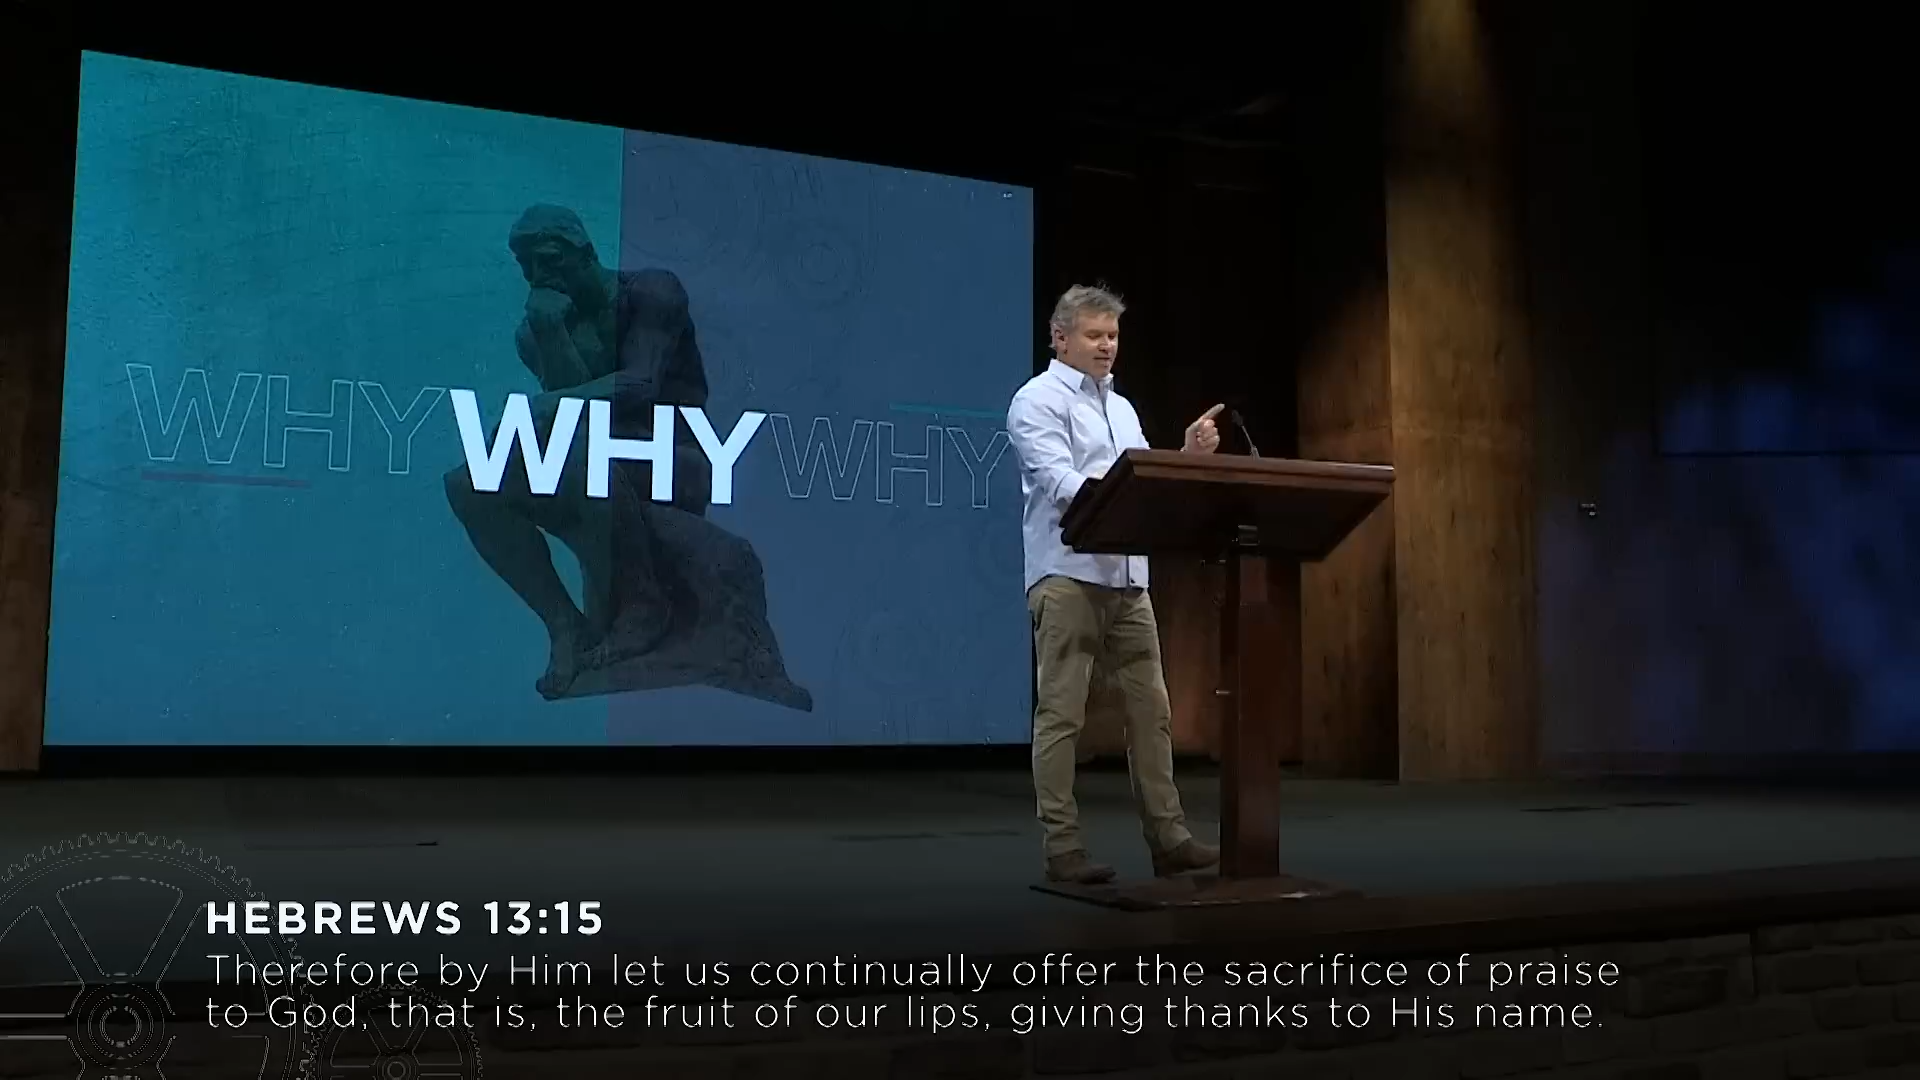 WHY WHY WHY
HEBREWS 13:15
Therefore by Him let us continually offer the sacrifice of praise
to God, that is, the fruit of our lips, giving thanks to His name.